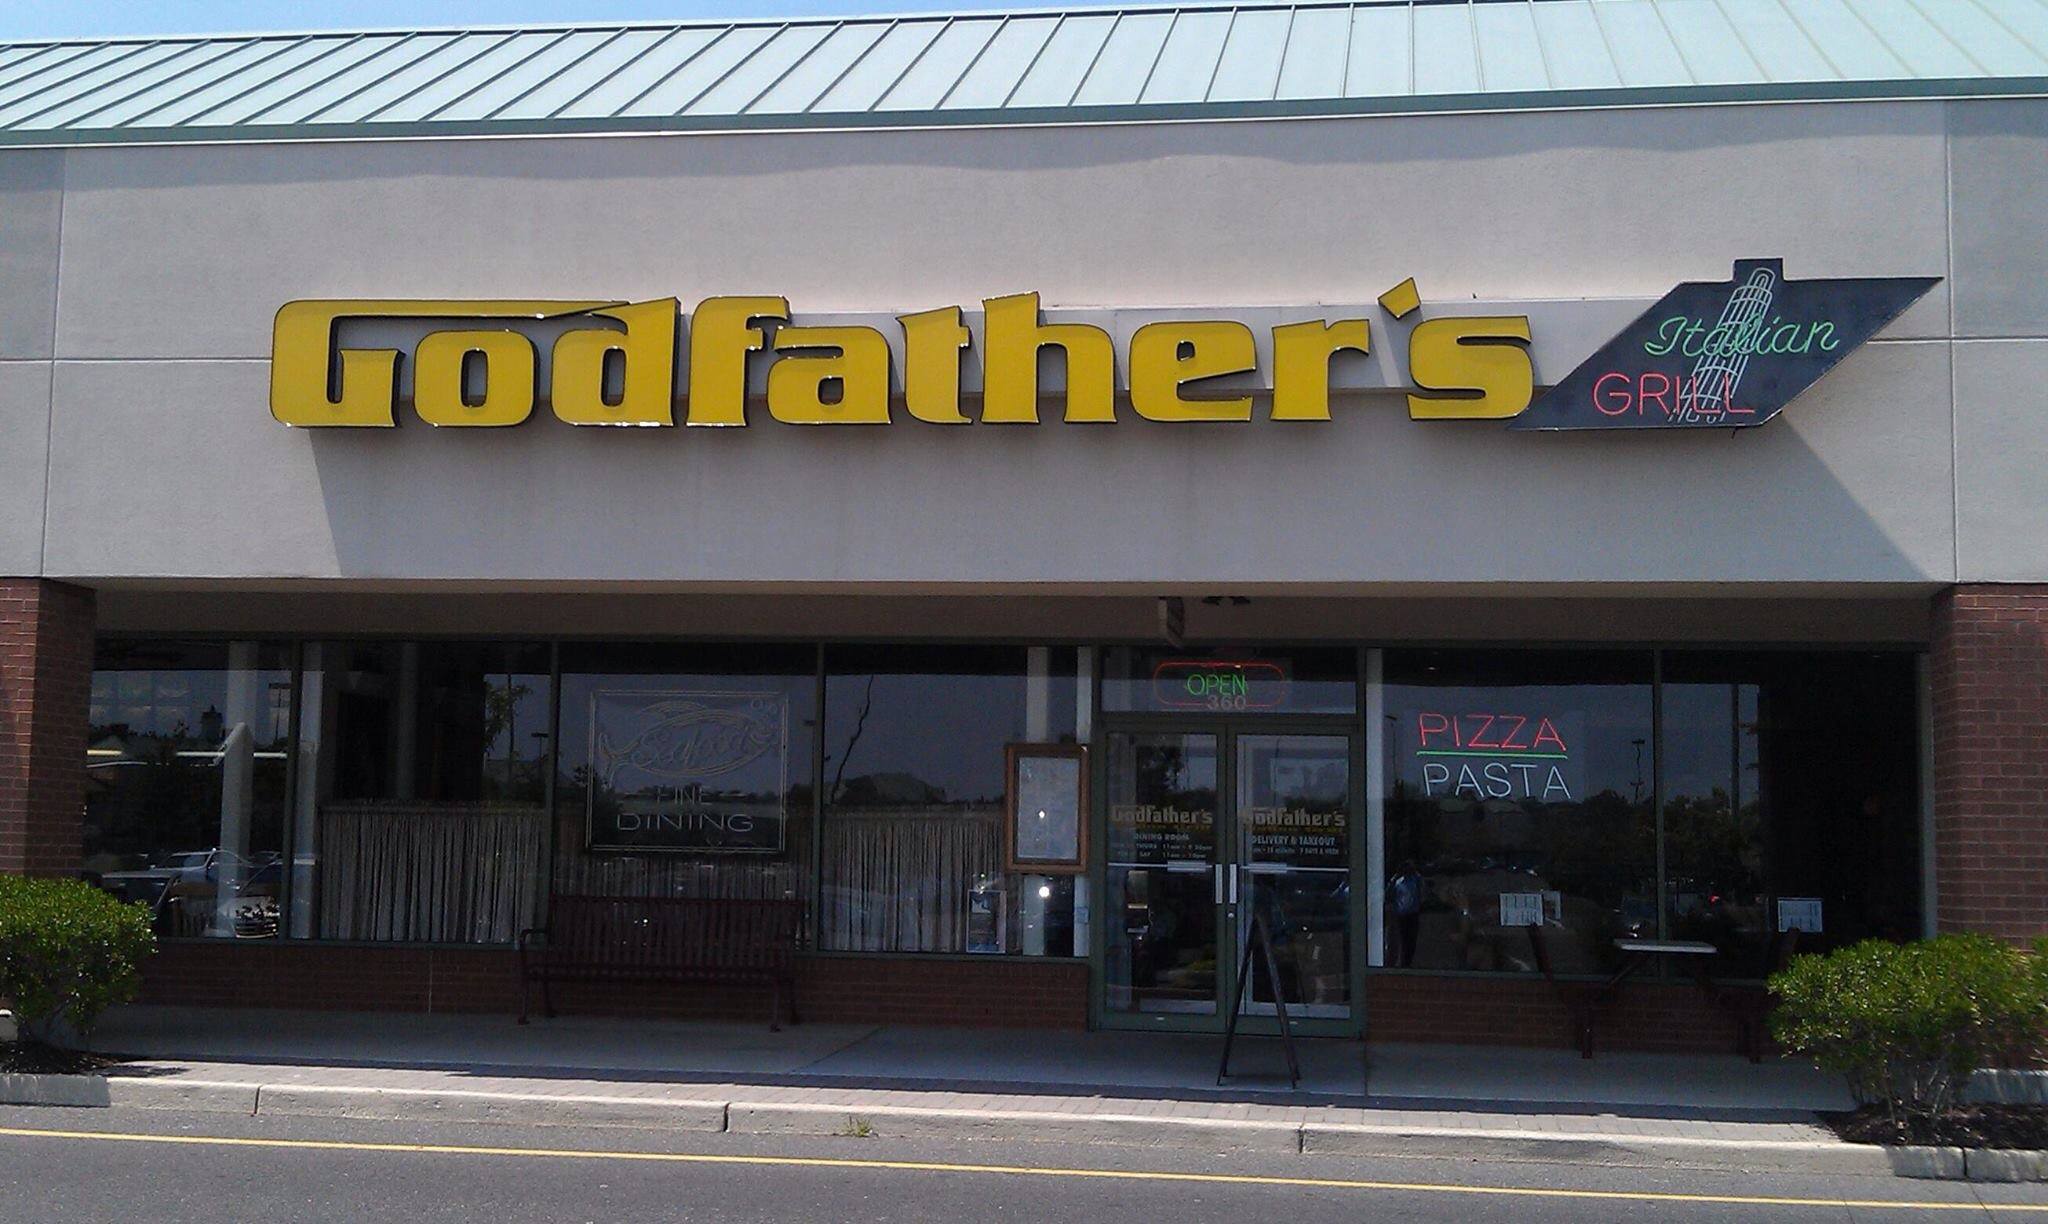 Godfather's
Italian
GRILL
OPEN
360
Seafood
FINE
DINING
PIZZA
PASTA
Godfather's
DINING ROOM
Godfather's
DELIVERY & TAKEOUT